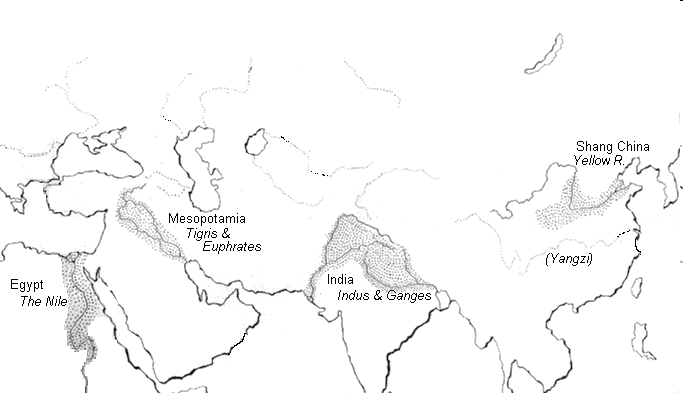 Shang China
Yellow R.
Mesopotamia
Tigris &
Euphrates
(Yangzi)
Egypt
The Nile
India
Indus & Ganges